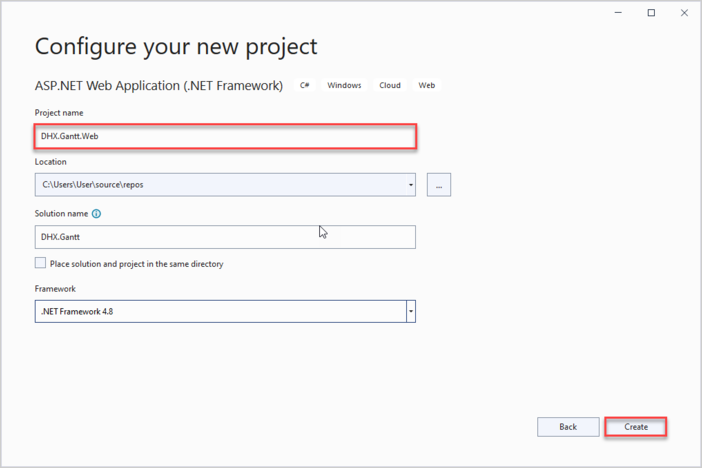 Configure your new project
ASP.NET Web Application (.NET Framework) C# Windows Cloud Web
Project name
DHX.Gantt.Web
Location
C:\Users\User\source\repos
...
Solution name
DHX.Gantt
Place solution and project in the same directory
Framework
.NET Framework 4.8
Back Create